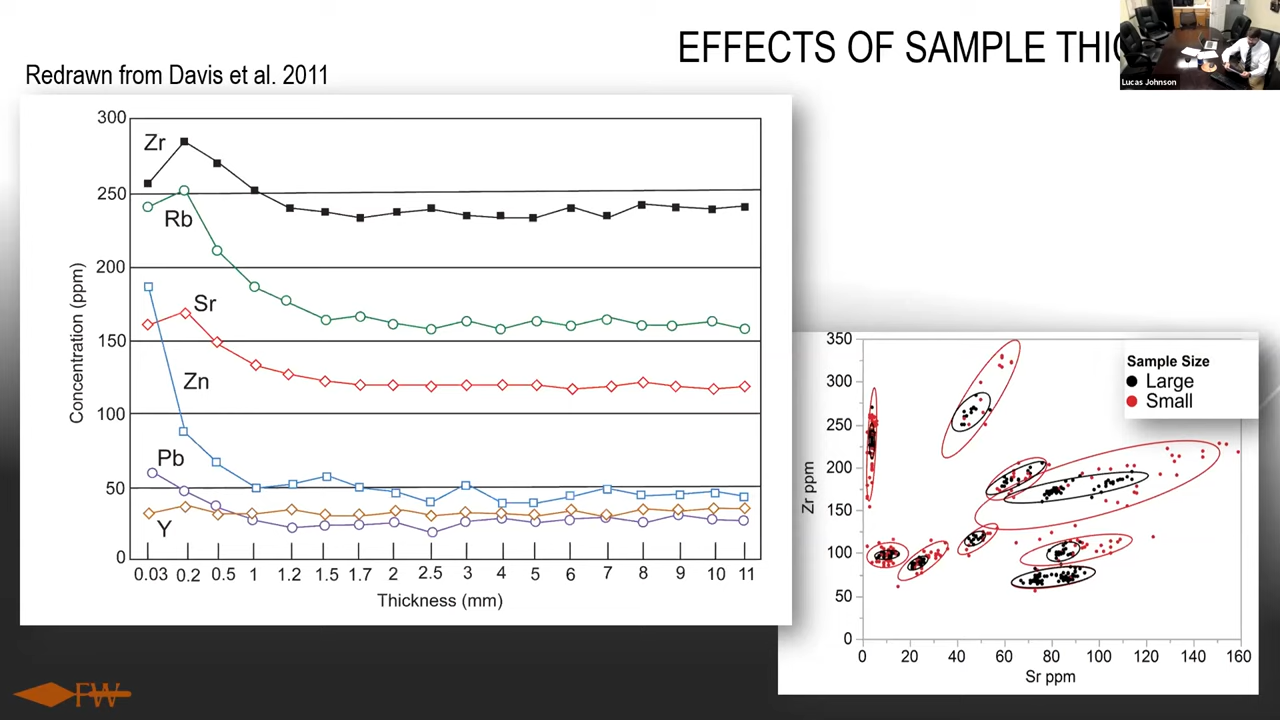 EFFECTS OF SAMPLE THIC
Lucas Johnson
Redrawn from Davis et al. 2011
300
250
200
150
100
50
0
Concentration (ppm)
Zr
Rb
Sr
Zn
Pb
Y
0.03 0.2 0.5 1 1.2 1.5 1.7 2 2.5 3 4 5 6 7 8 9 10 11
Thickness (mm)
350
300
250
200
150
100
50
0
Zr ppm
Sample Size
Large
Small
0 20 40 60 80 100 120 140 160
Sr ppm
FW